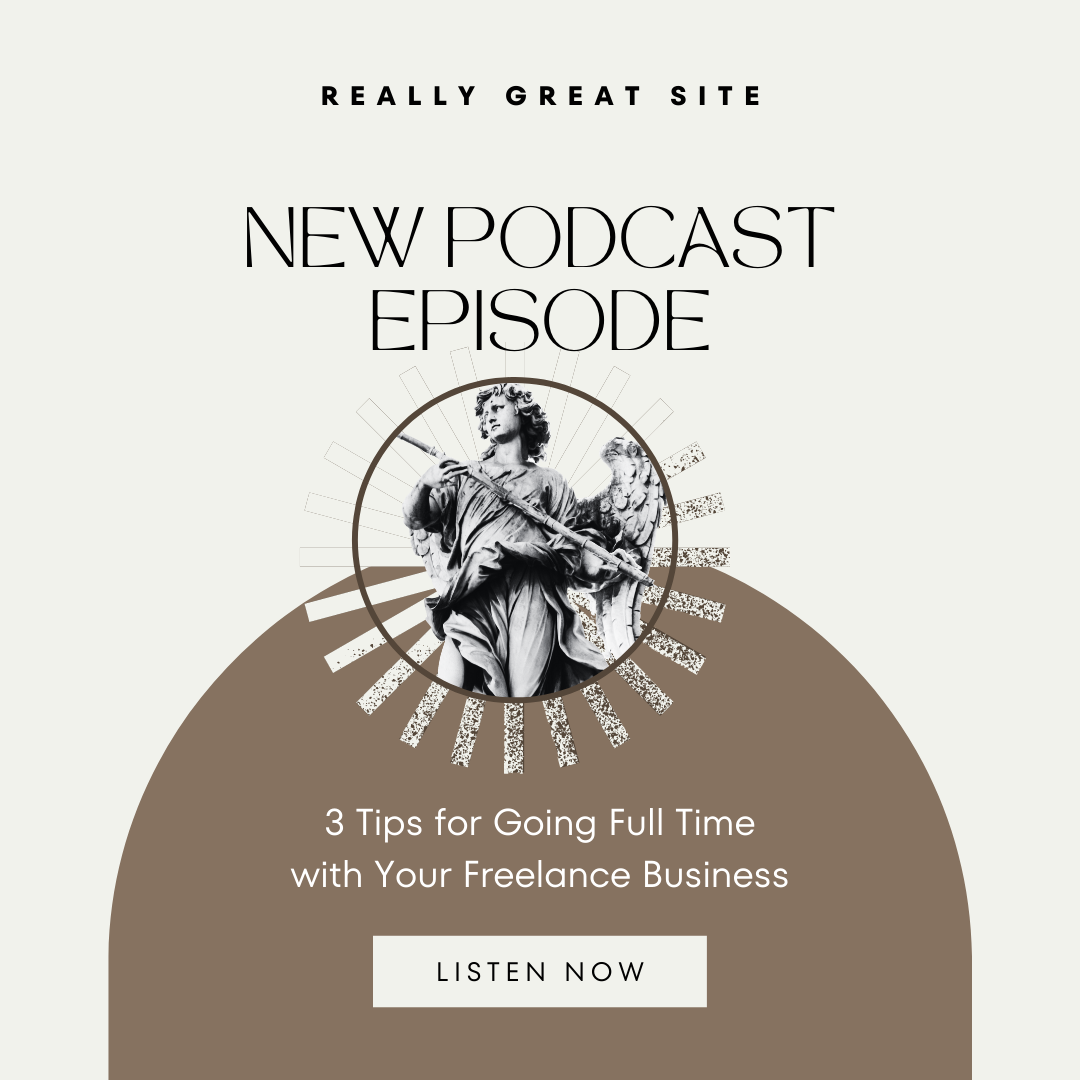 REALLY GREAT SITE
NEW PODCAST
EPISODE
3 Tips for Going Full Time
with Your Freelance Business
LISTEN NOW